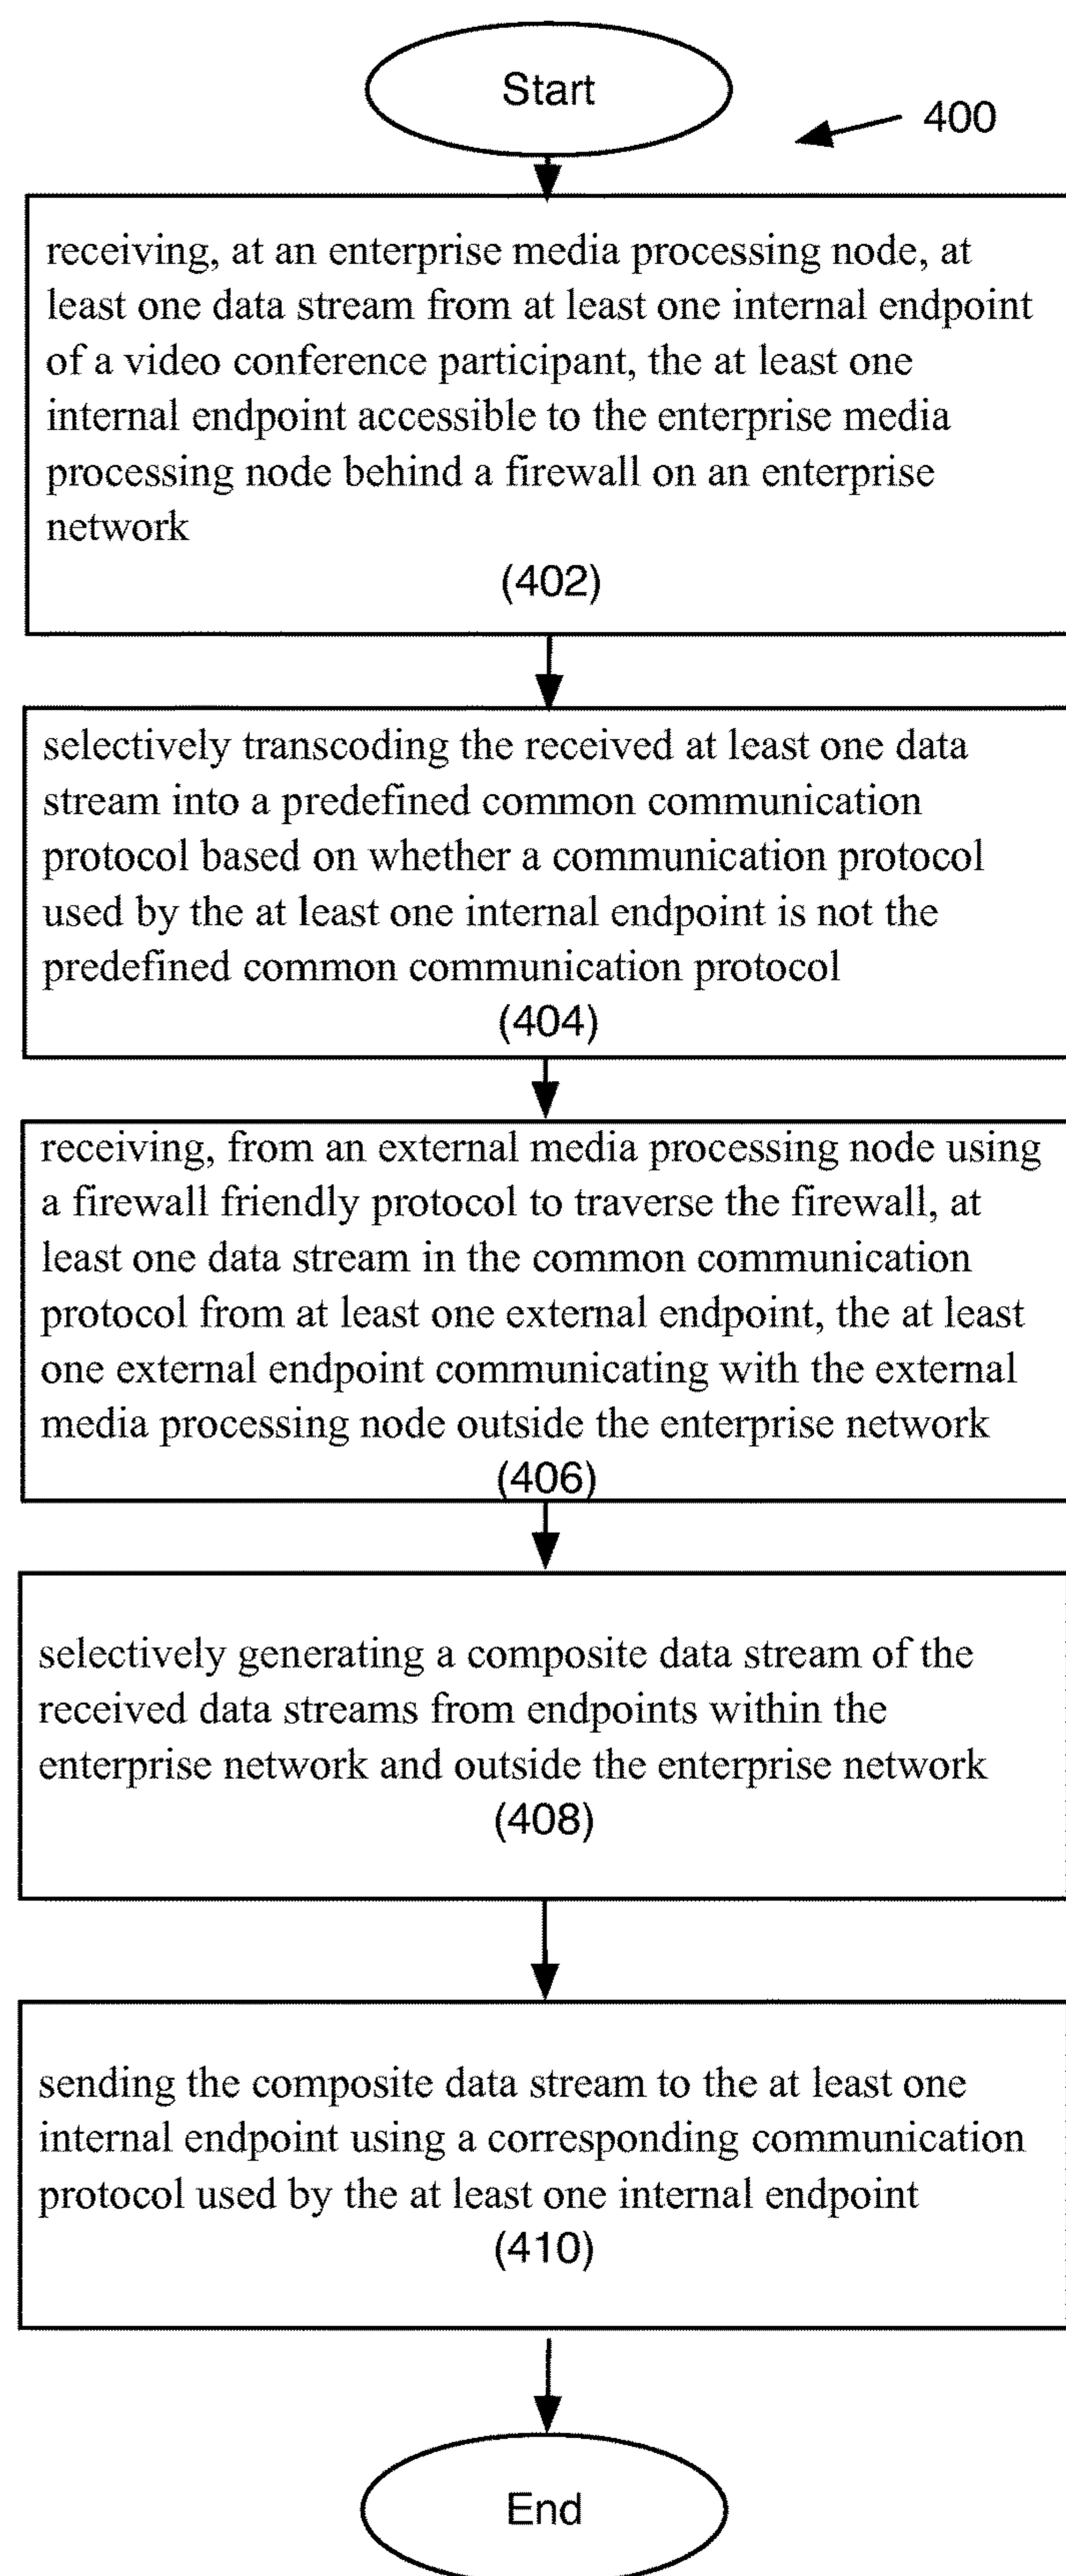 Start
400
receiving, at an enterprise media processing node, at
least one data stream from at least one internal endpoint
of a video conference participant, the at least one
internal endpoint accessible to the enterprise media
processing node behind a firewall on an enterprise
network
(402)
selectively transcoding the received at least one data
stream into a predefined common communication
protocol based on whether a communication protocol
used by the at least one internal endpoint is not the
predefined common communication protocol
(404)
receiving, from an external media processing node using
a firewall friendly protocol to traverse the firewall, at
least one data stream in the common communication
protocol from at least one external endpoint, the at least
one external endpoint communicating with the external
media processing node outside the enterprise network
(406)
selectively generating a composite data stream of the
received data streams from endpoints within the
enterprise network and outside the enterprise network
(408)
sending the composite data stream to the at least one
internal endpoint using a corresponding communication
protocol used by the at least one internal endpoint
(410)
End